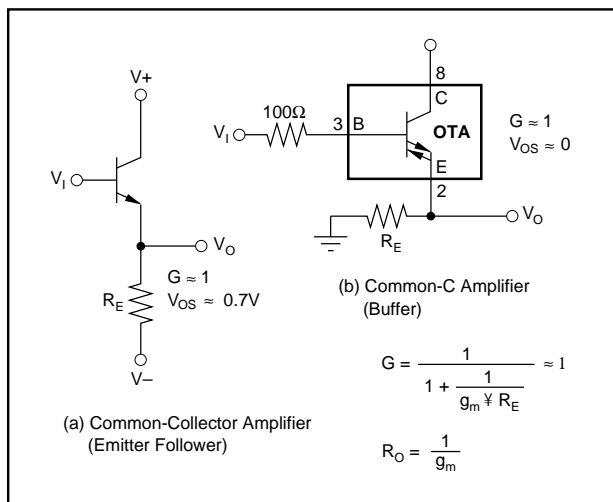 V+
V_I
V_O
R_E
G ≈ 1
V_OS ≈ 0.7V
V–
(a) Common-Collector Amplifier
(Emitter Follower)
8
C
100Ω
V_I
3
B
OTA
E
2
G ≈ 1
V_OS ≈ 0
V_O
R_E
(b) Common-C Amplifier
(Buffer)
G = 1 / (1 + 1 / (g_m ¥ R_E)) ≈ 1
R_O = 1 / g_m